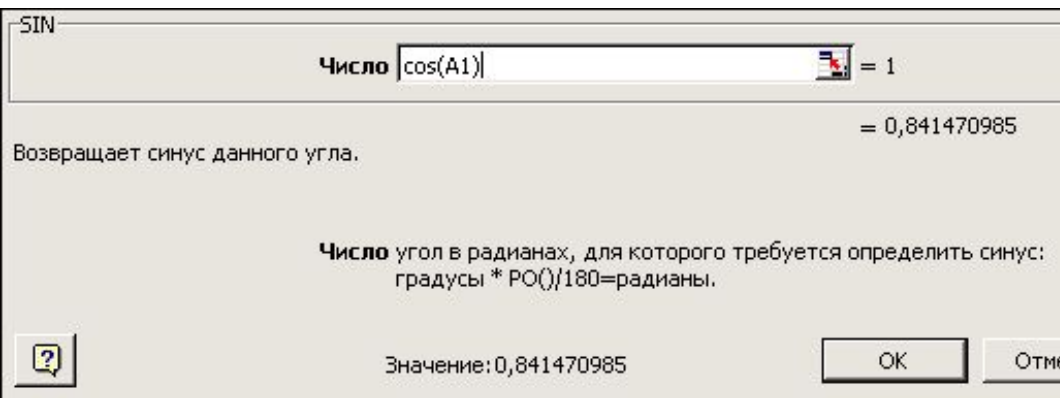 SIN
Число cos(A1) = 1
= 0,841470985
Возвращает синус данного угла.
Число угол в радианах, для которого требуется определить синус:
градусы * PO()/180=радианы.
Значение:0,841470985 OK Отме